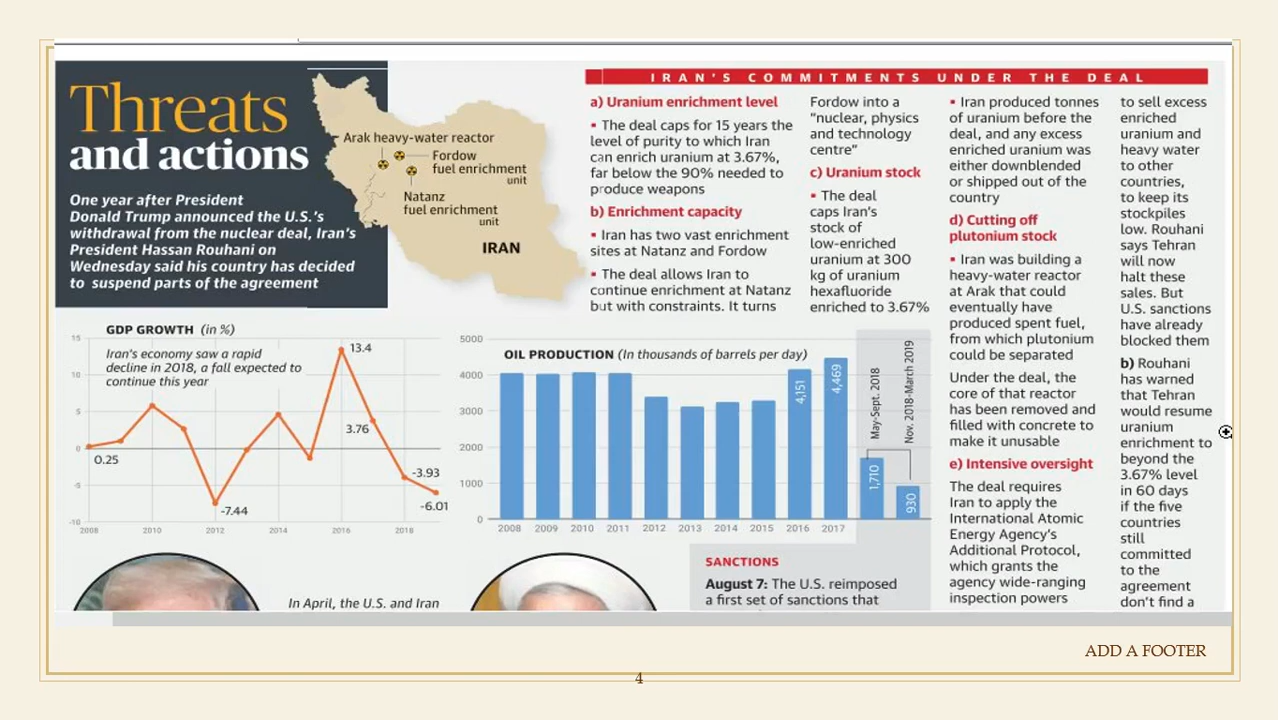 Threats
and actions
One year after President
Donald Trump announced the U.S.'s
withdrawal from the nuclear deal, Iran's
President Hassan Rouhani on
Wednesday said his country has decided
to suspend parts of the agreement
Arak heavy-water reactor
Fordow
fuel enrichment
unit
Natanz
fuel enrichment
unit
IRAN
IRAN'S COMMITMENTS UNDER THE DEAL
a) Uranium enrichment level
▪ The deal caps for 15 years the
level of purity to which Iran
can enrich uranium at 3.67%,
far below the 90% needed to
produce weapons
b) Enrichment capacity
▪ Iran has two vast enrichment
sites at Natanz and Fordow
▪ The deal allows Iran to
continue enrichment at Natanz
but with constraints. It turns
Fordow into a
"nuclear, physics
and technology
centre"
c) Uranium stock
▪ The deal
caps Iran's
stock of
low-enriched
uranium at 300
kg of uranium
hexafluoride
enriched to 3.67%
▪ Iran produced tonnes
of uranium before the
deal, and any excess
enriched uranium was
either downblended
or shipped out of the
country
d) Cutting off
plutonium stock
▪ Iran was building a
heavy-water reactor
at Arak that could
eventually have
produced spent fuel,
from which plutonium
could be separated
Under the deal, the
core of that reactor
has been removed and
filled with concrete to
make it unusable
e) Intensive oversight
The deal requires
Iran to apply the
International Atomic
Energy Agency's
Additional Protocol,
which grants the
agency wide-ranging
inspection powers
to sell excess
enriched
uranium and
heavy water
to other
countries,
to keep its
stockpiles
low. Rouhani
says Tehran
will now
halt these
sales. But
U.S. sanctions
have already
blocked them
b) Rouhani
has warned
that Tehran
would resume
uranium
enrichment to
beyond the
3.67% level
in 60 days
if the five
countries
still
committed
to the
agreement
don't find a
GDP GROWTH (in %)
Iran's economy saw a rapid
decline in 2018, a fall expected to
continue this year
15
10
5
0
-5
-10
0.25
-7.44
13.4
3.76
-3.93
-6.01
2008 2010 2012 2014 2016 2018
OIL PRODUCTION (In thousands of barrels per day)
5000
4000
3000
2000
1000
0
4,151
4,469
1,710
930
May-Sept. 2018
Nov. 2018-March 2019
2008 2009 2010 2011 2012 2013 2014 2015 2016 2017
In April, the U.S. and Iran
SANCTIONS
August 7: The U.S. reimposed
a first set of sanctions that
ADD A FOOTER
4